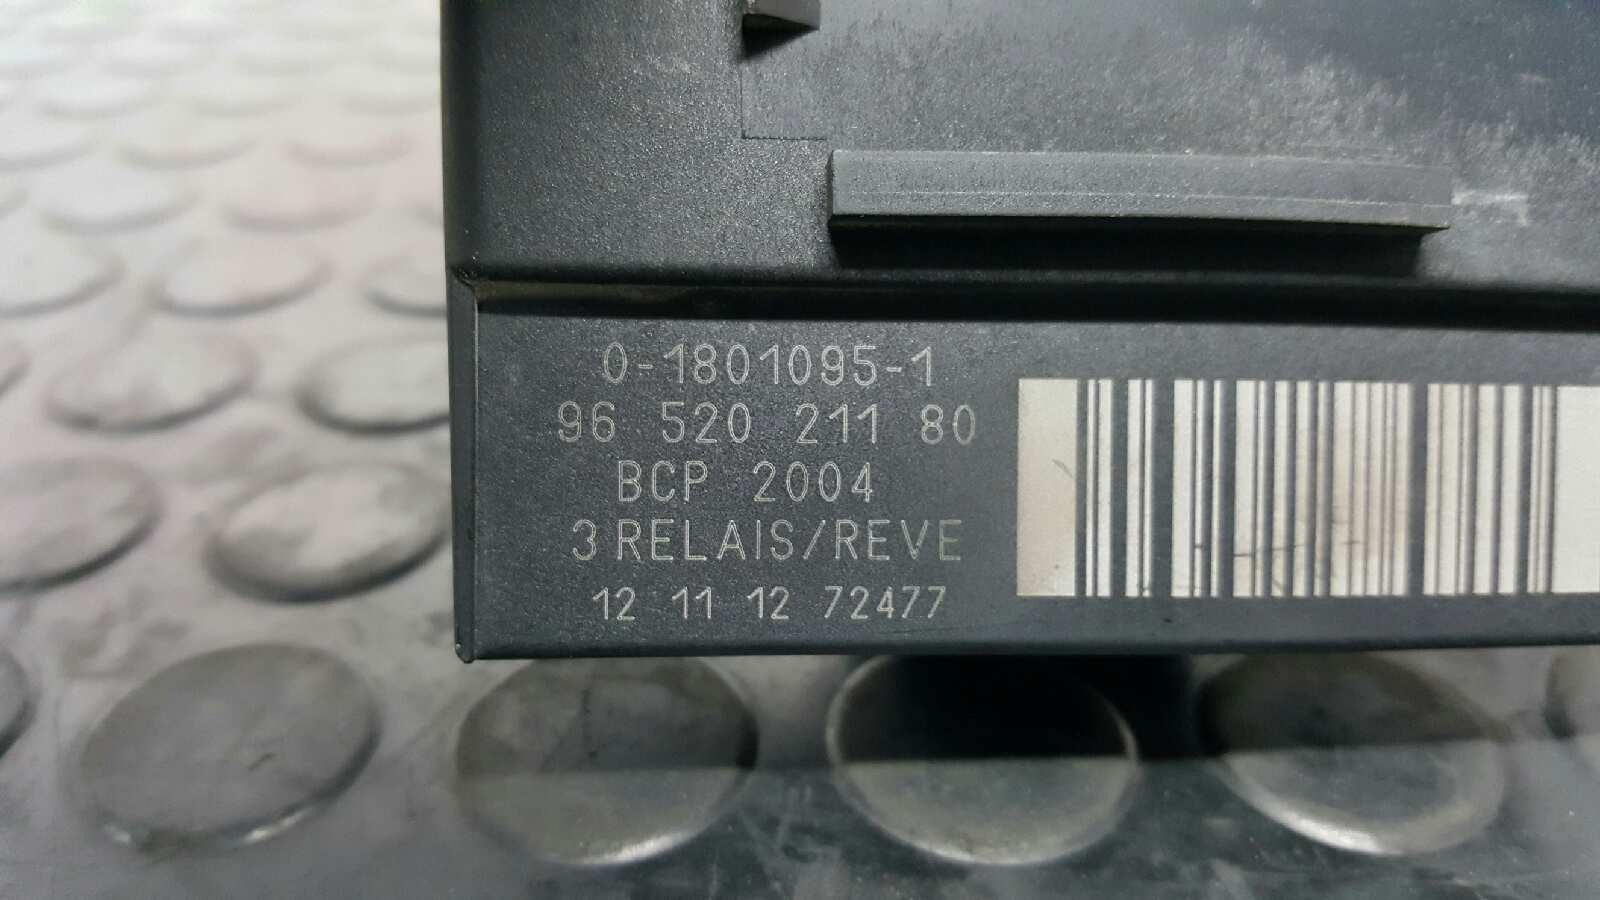 0-1801095-1
96 520 211 80
BCP 2004
3 RELAIS/REVE
12 11 12 72477